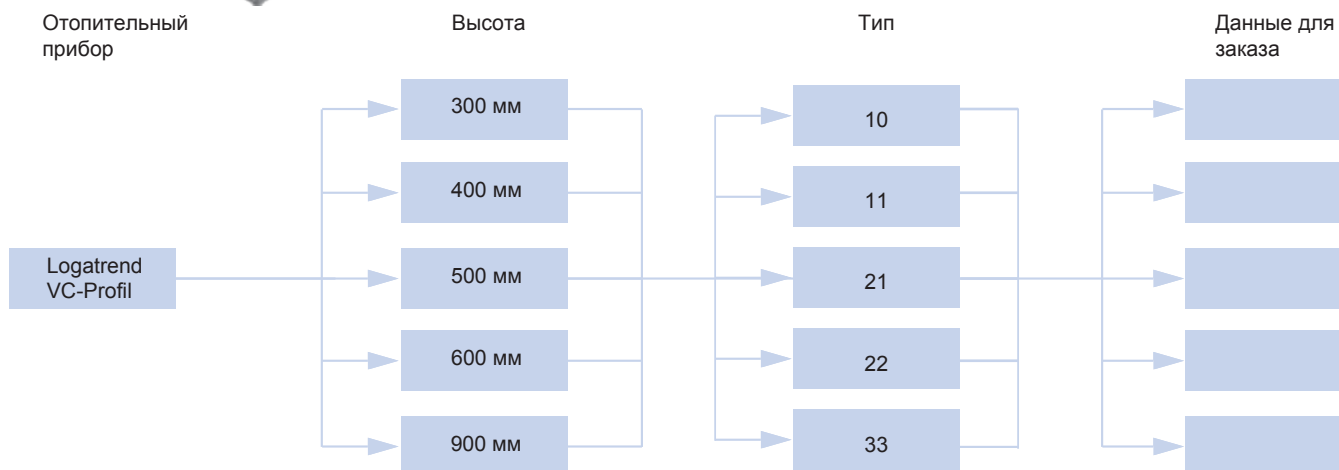 Отопительный
прибор
Высота
Тип
Данные для
заказа
300 мм
10
400 мм
11
Logatrend
VC-Profil
500 мм
21
600 мм
22
900 мм
33